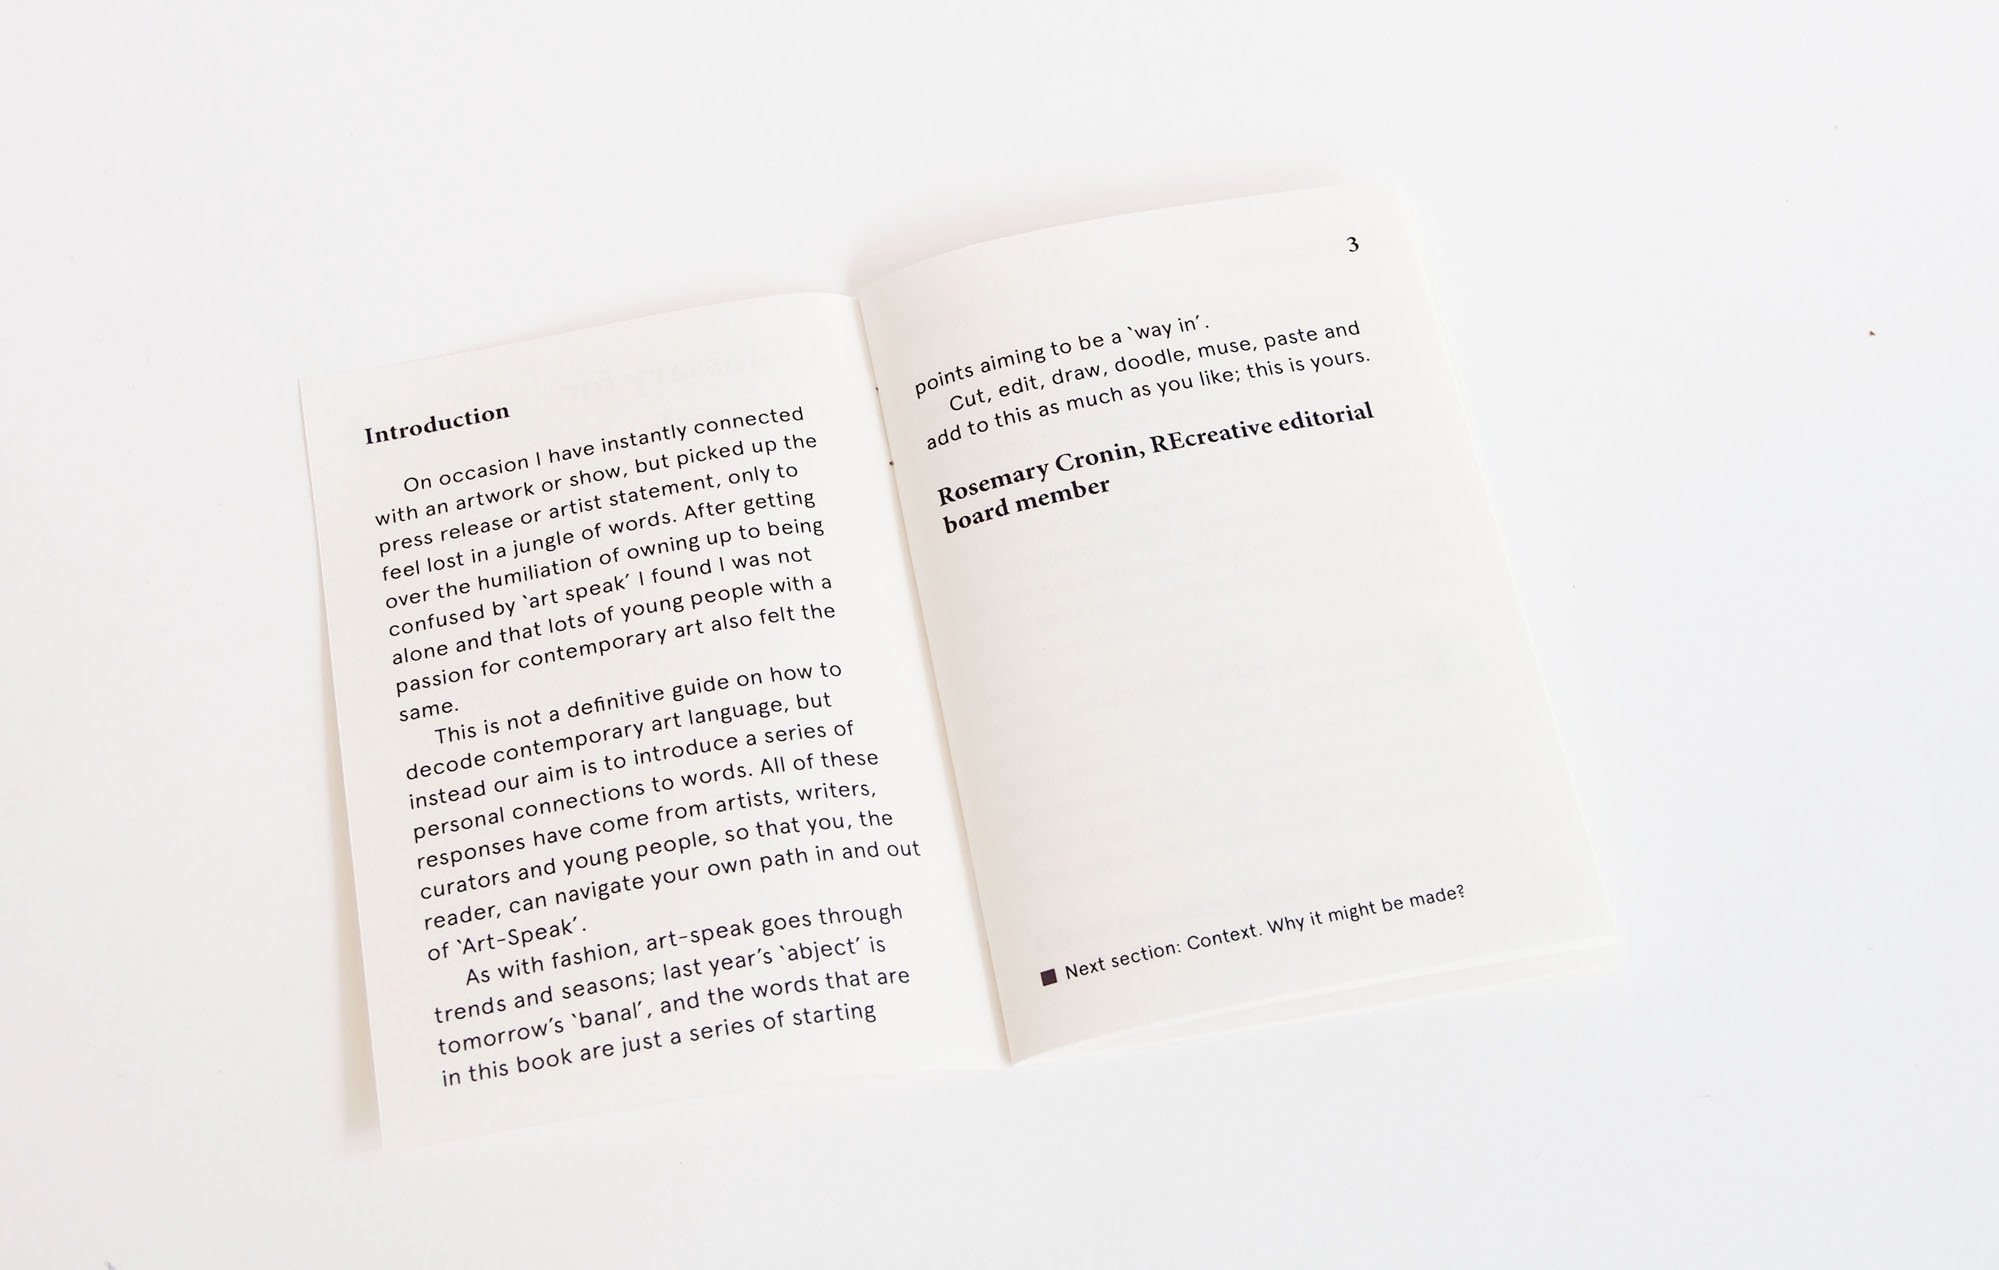 Introduction
On occasion I have instantly connected
with an artwork or show, but picked up the
press release or artist statement, only to
feel lost in a jungle of words. After getting
over the humiliation of owning up to being
confused by ‘art speak’ I found I was not
alone and that lots of young people with a
passion for contemporary art also felt the
same.
This is not a definitive guide on how to
decode contemporary art language, but
instead our aim is to introduce a series of
personal connections to words. All of these
responses have come from artists, writers,
curators and young people, so that you, the
reader, can navigate your own path in and out
of ‘Art-Speak’.
As with fashion, art-speak goes through
trends and seasons; last year’s ‘abject’ is
tomorrow’s ‘banal’, and the words that are
in this book are just a series of starting
3
points aiming to be a ‘way in’.
Cut, edit, draw, doodle, muse, paste and
add to this as much as you like; this is yours.
Rosemary Cronin, REcreative editorial
board member
■ Next section: Context. Why it might be made?